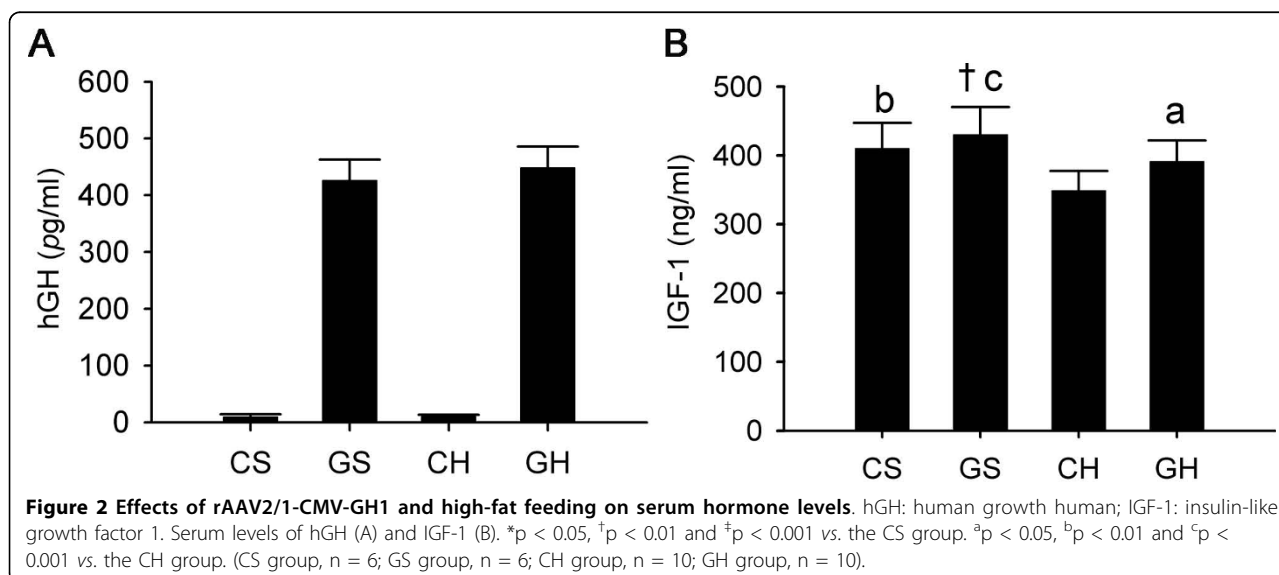 A
600
500
400
300
200
100
0
hGH (pg/ml)
CS GS CH GH
B
500
400
300
200
100
0
IGF-1 (ng/ml)
b † c a
CS GS CH GH
Figure 2 Effects of rAAV2/1-CMV-GH1 and high-fat feeding on serum hormone levels. hGH: human growth human; IGF-1: insulin-like
growth factor 1. Serum levels of hGH (A) and IGF-1 (B). *p < 0.05, †p < 0.01 and ‡p < 0.001 vs. the CS group. ap < 0.05, bp < 0.01 and cp <
0.001 vs. the CH group. (CS group, n = 6; GS group, n = 6; CH group, n = 10; GH group, n = 10).